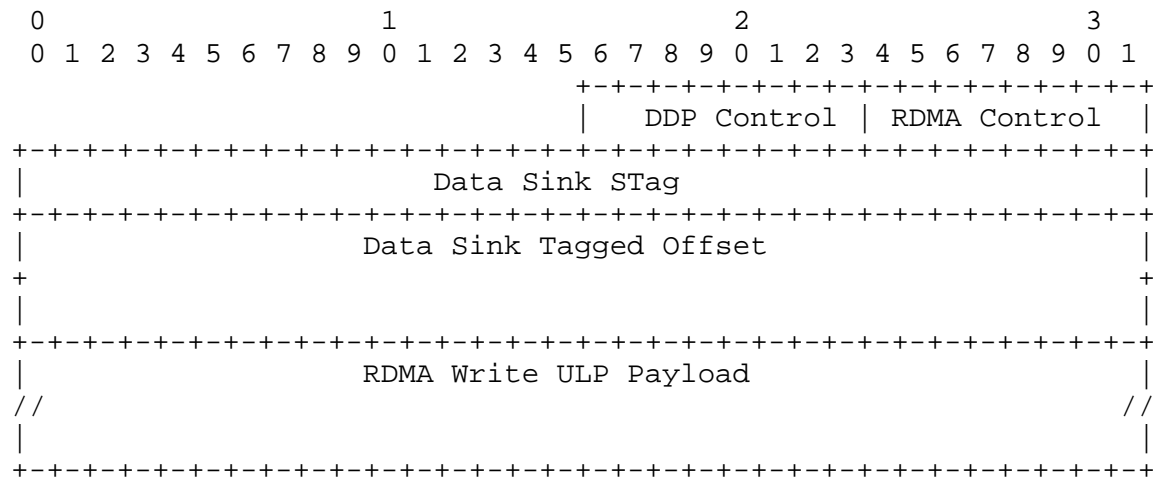 0                   1                   2                   3
 0 1 2 3 4 5 6 7 8 9 0 1 2 3 4 5 6 7 8 9 0 1 2 3 4 5 6 7 8 9 0 1
                                +-+-+-+-+-+-+-+-+-+-+-+-+-+-+-+-+
                                |   DDP Control | RDMA Control  |
+-+-+-+-+-+-+-+-+-+-+-+-+-+-+-+-+-+-+-+-+-+-+-+-+-+-+-+-+-+-+-+-+
|                       Data Sink STag                          |
+-+-+-+-+-+-+-+-+-+-+-+-+-+-+-+-+-+-+-+-+-+-+-+-+-+-+-+-+-+-+-+-+
|                   Data Sink Tagged Offset                     |
+                                                               +
|                                                               |
+-+-+-+-+-+-+-+-+-+-+-+-+-+-+-+-+-+-+-+-+-+-+-+-+-+-+-+-+-+-+-+-+
|                   RDMA Write ULP Payload                      |
//                                                             //
|                                                               |
+-+-+-+-+-+-+-+-+-+-+-+-+-+-+-+-+-+-+-+-+-+-+-+-+-+-+-+-+-+-+-+-+